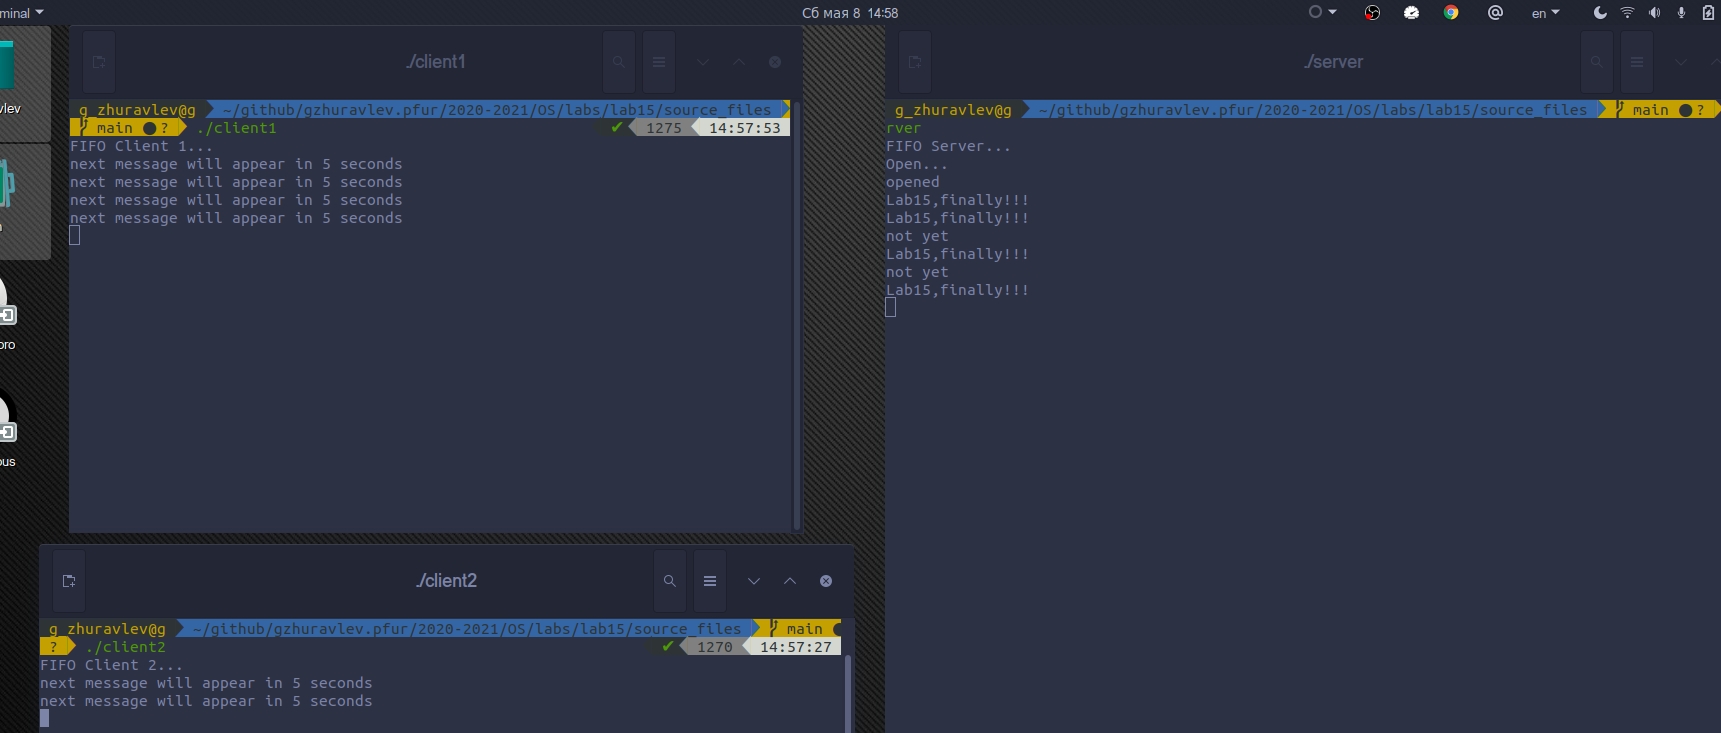 minal
Сб мая 8 14:58
en
vlev
pro
ous
./client1
g_zhuravlev@g ~/github/gzhuravlev.pfur/2020-2021/OS/labs/lab15/source_files
main ●? ./client1 ✔ 1275 14:57:53
FIFO Client 1...
next message will appear in 5 seconds
next message will appear in 5 seconds
next message will appear in 5 seconds
next message will appear in 5 seconds
./client2
g_zhuravlev@g ~/github/gzhuravlev.pfur/2020-2021/OS/labs/lab15/source_files main ●
? ./client2 ✔ 1270 14:57:27
FIFO Client 2...
next message will appear in 5 seconds
next message will appear in 5 seconds
./server
g_zhuravlev@g ~/github/gzhuravlev.pfur/2020-2021/OS/labs/lab15/source_files main ●?
rver
FIFO Server...
Open...
opened
Lab15,finally!!!
Lab15,finally!!!
not yet
Lab15,finally!!!
not yet
Lab15,finally!!!